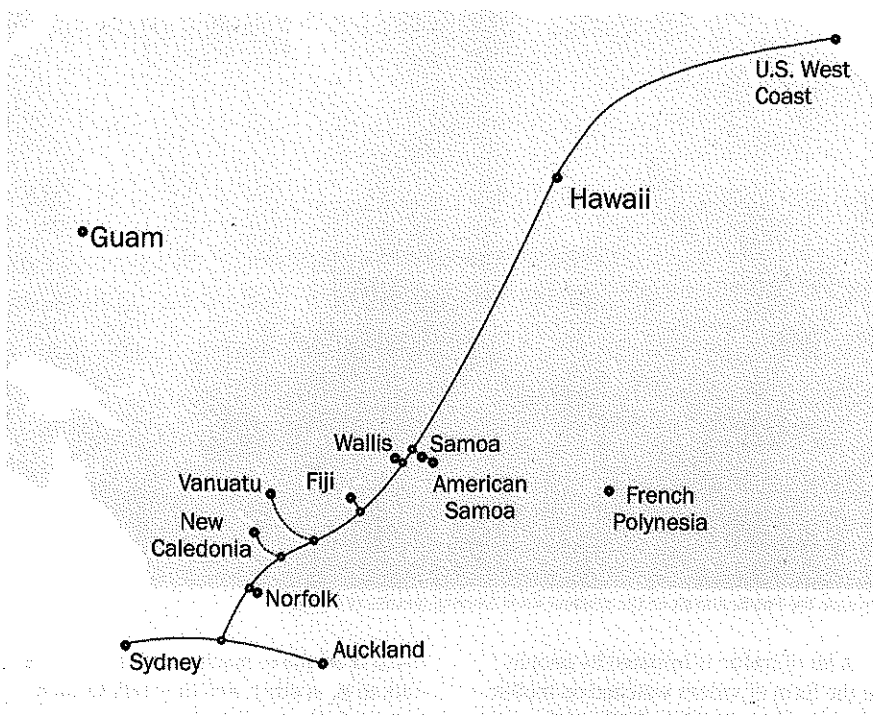 U.S. West
Coast
Hawaii
Guam
Wallis
Samoa
American
Samoa
Vanuatu
Fiji
New
Caledonia
French
Polynesia
Norfolk
Sydney
Auckland